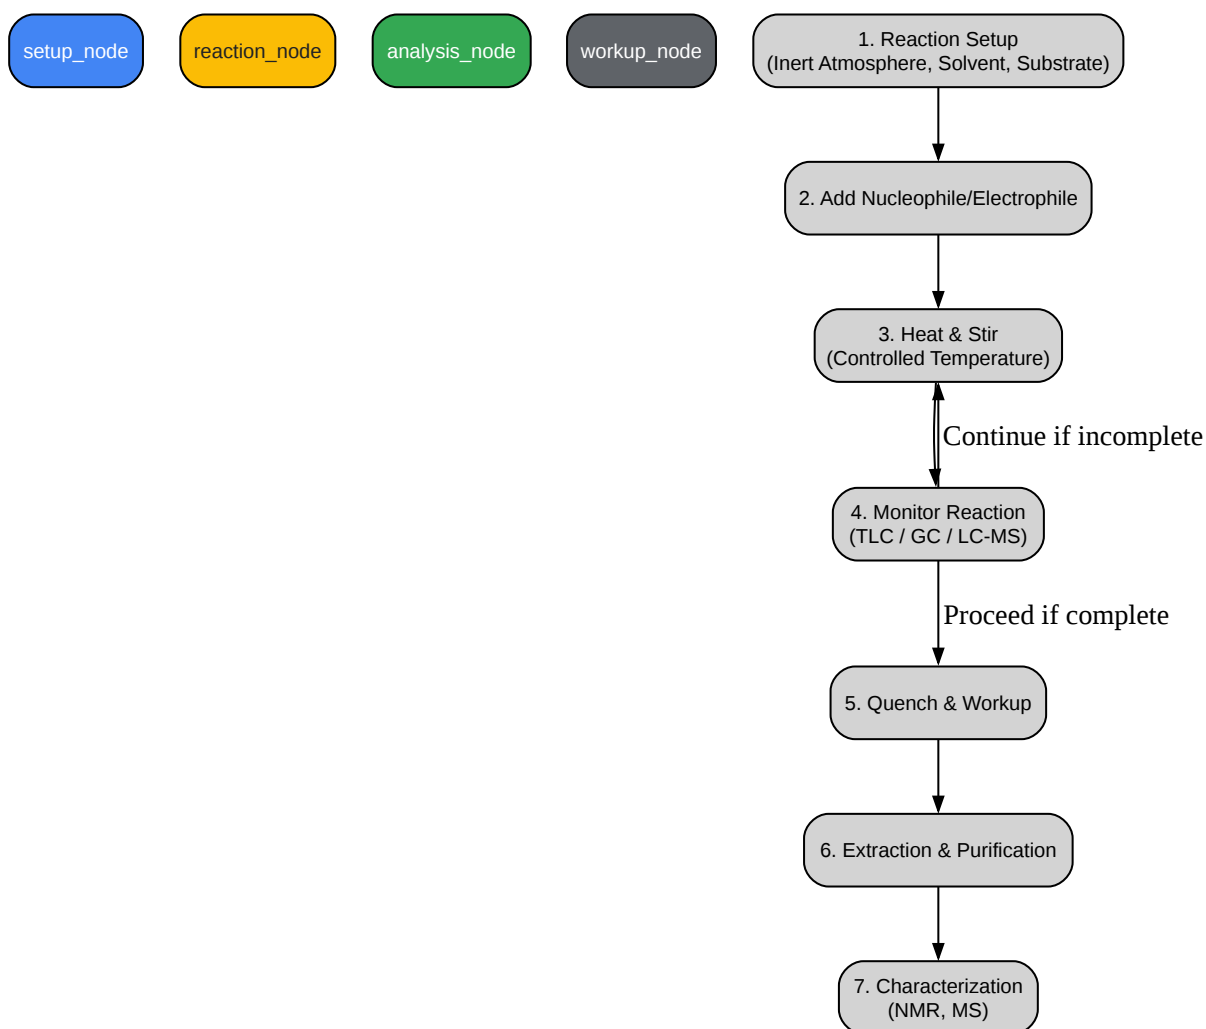 setup_node
reaction_node
analysis_node
workup_node
1. Reaction Setup
(Inert Atmosphere, Solvent, Substrate)
2. Add Nucleophile/Electrophile
3. Heat & Stir
(Controlled Temperature)
Continue if incomplete
4. Monitor Reaction
(TLC / GC / LC-MS)
Proceed if complete
5. Quench & Workup
6. Extraction & Purification
7. Characterization
(NMR, MS)